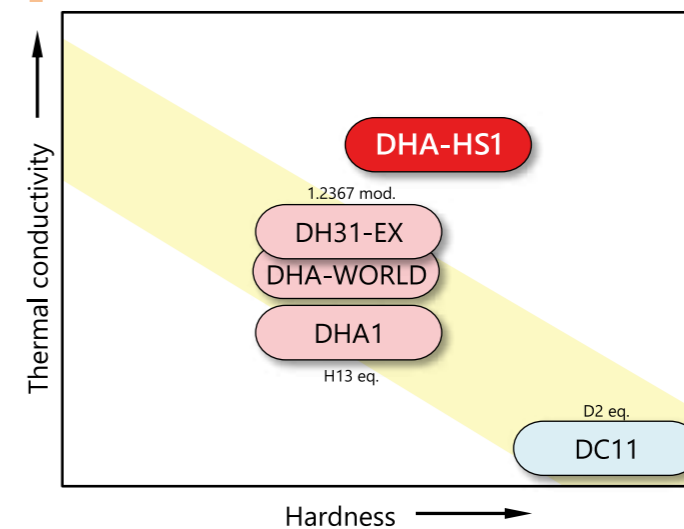 Thermal conductivity
DHA-HS1
1.2367 mod.
DH31-EX
DHA-WORLD
DHA1
H13 eq.
D2 eq.
DC11
Hardness